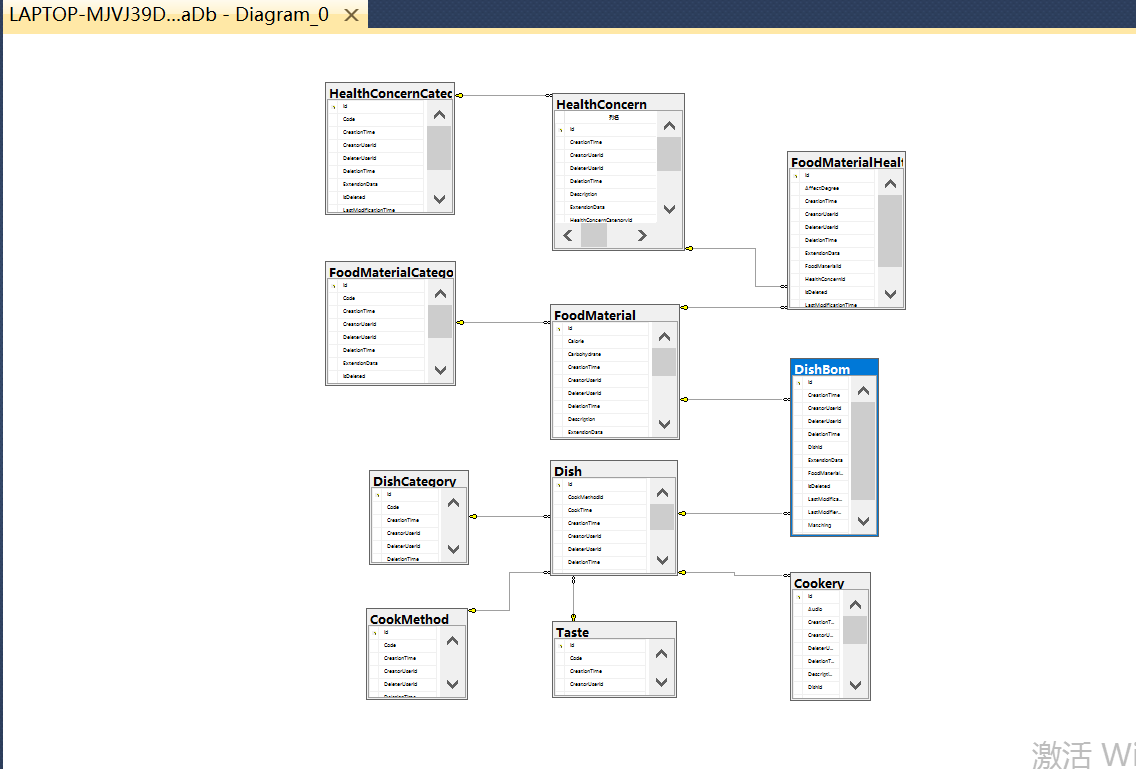 LAPTOP-MJVJ39D...aDb - Diagram_0
HealthConcernCateg
Id
Code
CreationTime
CreatorUserId
DeleterUserId
DeletionTime
ExtensionData
IsDeleted
LastModificationTime
HealthConcern
列名
Id
CreationTime
CreatorUserId
DeleterUserId
DeletionTime
Description
ExtensionData
HealthConcernCategoryId
FoodMaterialHealt
Id
AffectDegree
CreationTime
CreatorUserId
DeleterUserId
DeletionTime
ExtensionData
FoodMaterialId
HealthConcernId
IsDeleted
LastModificationTime
FoodMaterialCatego
Id
Code
CreationTime
CreatorUserId
DeleterUserId
DeletionTime
ExtensionData
IsDeleted
FoodMaterial
Id
Calorie
Carbohydrate
CreationTime
CreatorUserId
DeleterUserId
DeletionTime
Description
ExtensionData
DishBom
Id
CreationTime
CreatorUserId
DeleterUserId
DeletionTime
DishId
ExtensionData
FoodMaterial...
IsDeleted
LastModifica...
LastModifier...
Matching
DishCategory
Id
Code
CreationTime
CreatorUserId
DeleterUserId
DeletionTime
Dish
Id
CookMethodId
CookTime
CreationTime
CreatorUserId
DeleterUserId
DeletionTime
CookMethod
Id
Code
CreationTime
CreatorUserId
DeleterUserId
DeletionTime
Taste
Id
Code
CreationTime
CreatorUserId
Cookery
Id
Audio
CreationT...
CreatorU...
DeleterU...
DeletionT...
Descripti...
DishId
激活 Wi